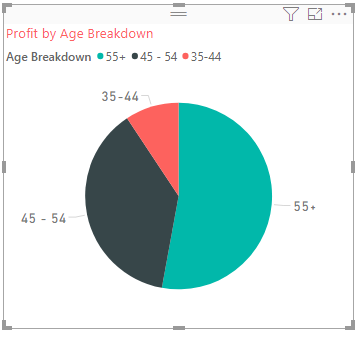 Profit by Age Breakdown
Age Breakdown 55+ 45 - 54 35-44
35-44
45 - 54
55+